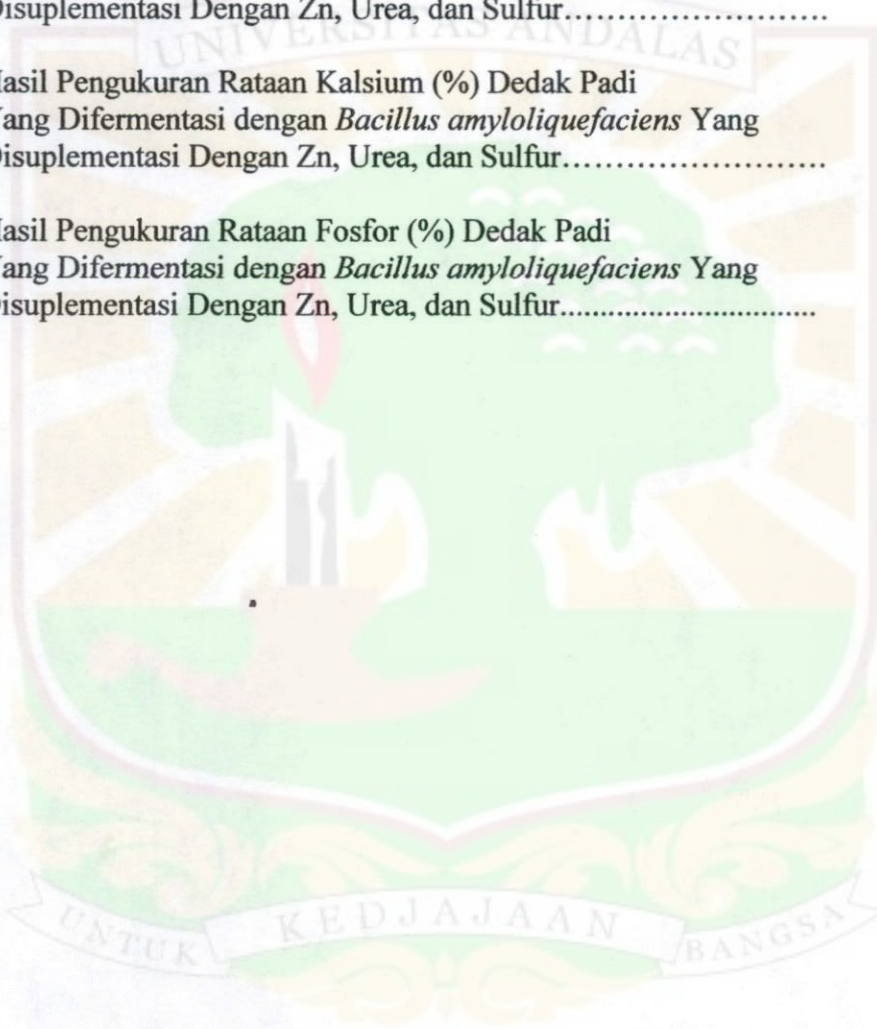 Disuplementasi Dengan Zn, Urea, dan Sulfur..........................
UNIVERSITAS ANDALAS
Hasil Pengukuran Rataan Kalsium (%) Dedak Padi
Yang Difermentasi dengan Bacillus amyloliquefaciens Yang
Disuplementasi Dengan Zn, Urea, dan Sulfur..........................
Hasil Pengukuran Rataan Fosfor (%) Dedak Padi
Yang Difermentasi dengan Bacillus amyloliquefaciens Yang
Disuplementasi Dengan Zn, Urea, dan Sulfur................................
UNTUK KEDJAJAAN BANGSA